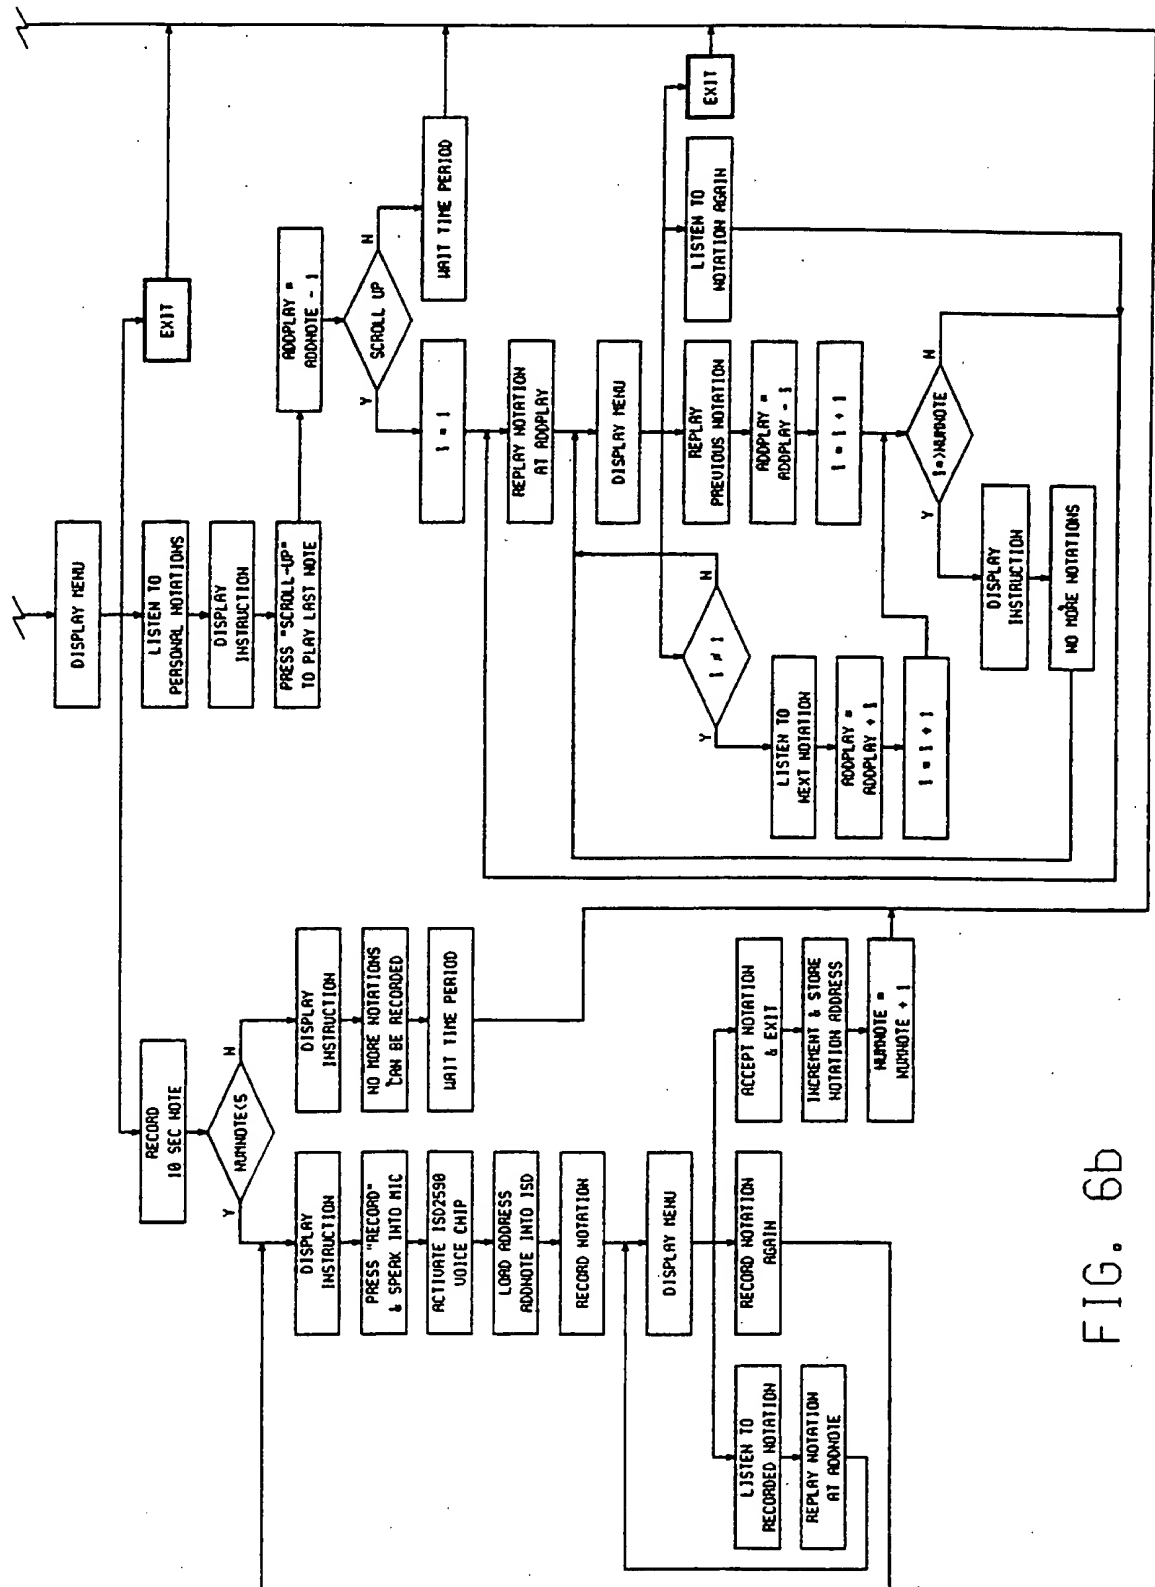 DISPLAY MENU
RECORD
10 SEC NOTE
LISTEN TO
PERSONAL NOTATIONS
EXIT
NUMNOTE<5
Y
N
DISPLAY
INSTRUCTION
PRESS "SCROLL-UP"
TO PLAY LAST NOTE
ADDPLAY =
ADDNOTE - 1
SCROLL UP
Y
N
WAIT TIME PERIOD
DISPLAY
INSTRUCTION
PRESS "RECORD"
& SPEAK INTO MIC
ACTIVATE ISD2590
VOICE CHIP
LOAD ADDRESS
ADDNOTE INTO ISD
RECORD NOTATION
DISPLAY MENU
DISPLAY
INSTRUCTION
NO MORE NOTATIONS
CAN BE RECORDED
WAIT TIME PERIOD
LISTEN TO
RECORDED NOTATION
REPLAY NOTATION
AT ADDNOTE
RECORD NOTATION
AGAIN
ACCEPT NOTATION
& EXIT
INCREMENT & STORE
NOTATION ADDRESS
NUMNOTE =
NUMNOTE + 1
I = 1
REPLAY NOTATION
AT ADDPLAY
DISPLAY MENU
I ≠ 1
Y
N
LISTEN TO
NEXT NOTATION
ADDPLAY =
ADDPLAY + 1
I = I + 1
REPLAY
PREVIOUS NOTATION
ADDPLAY =
ADDPLAY - 1
I = I + 1
LISTEN TO
NOTATION AGAIN
EXIT
I=>NUMNOTE
Y
N
DISPLAY
INSTRUCTION
NO MORE NOTATIONS
FIG. 6b